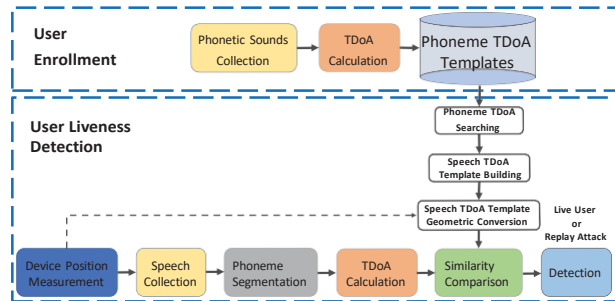 User
Enrollment
Phonetic Sounds
Collection
TDoA
Calculation
Phoneme TDoA
Templates
User Liveness
Detection
Phoneme TDoA
Searching
Speech TDoA
Template Building
Speech TDoA Template
Geometric Conversion
Live User
or
Replay Attack
Device Position
Measurement
Speech
Collection
Phoneme
Segmentation
TDoA
Calculation
Similarity
Comparison
Detection